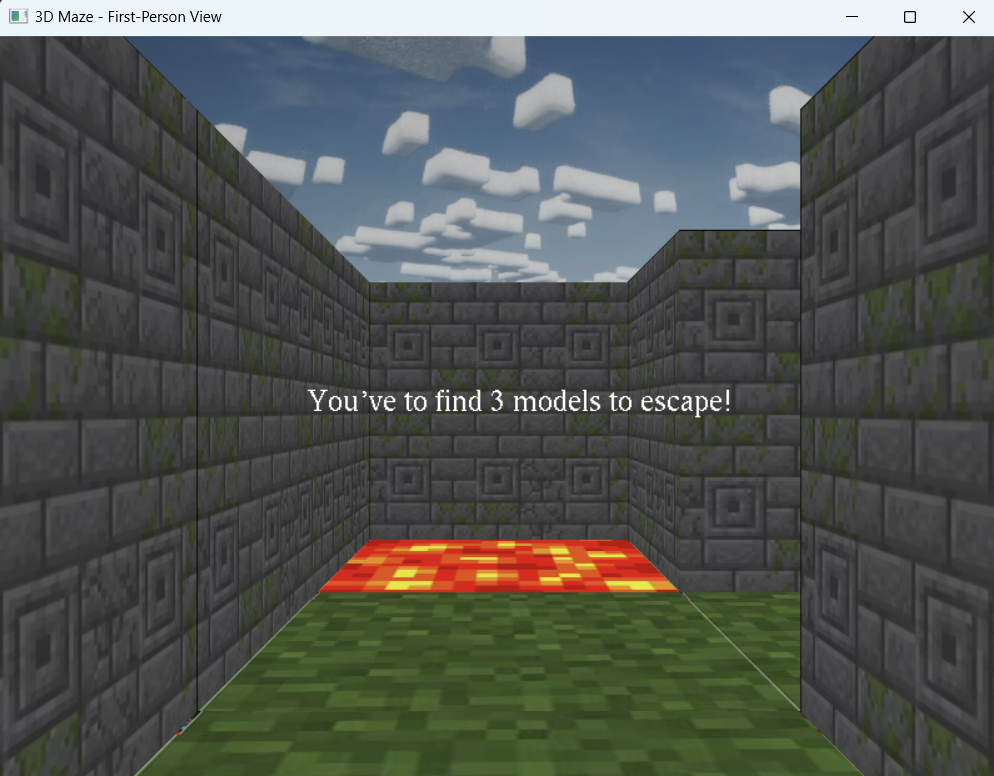 3D Maze - First-Person View
You’ve to find 3 models to escape!